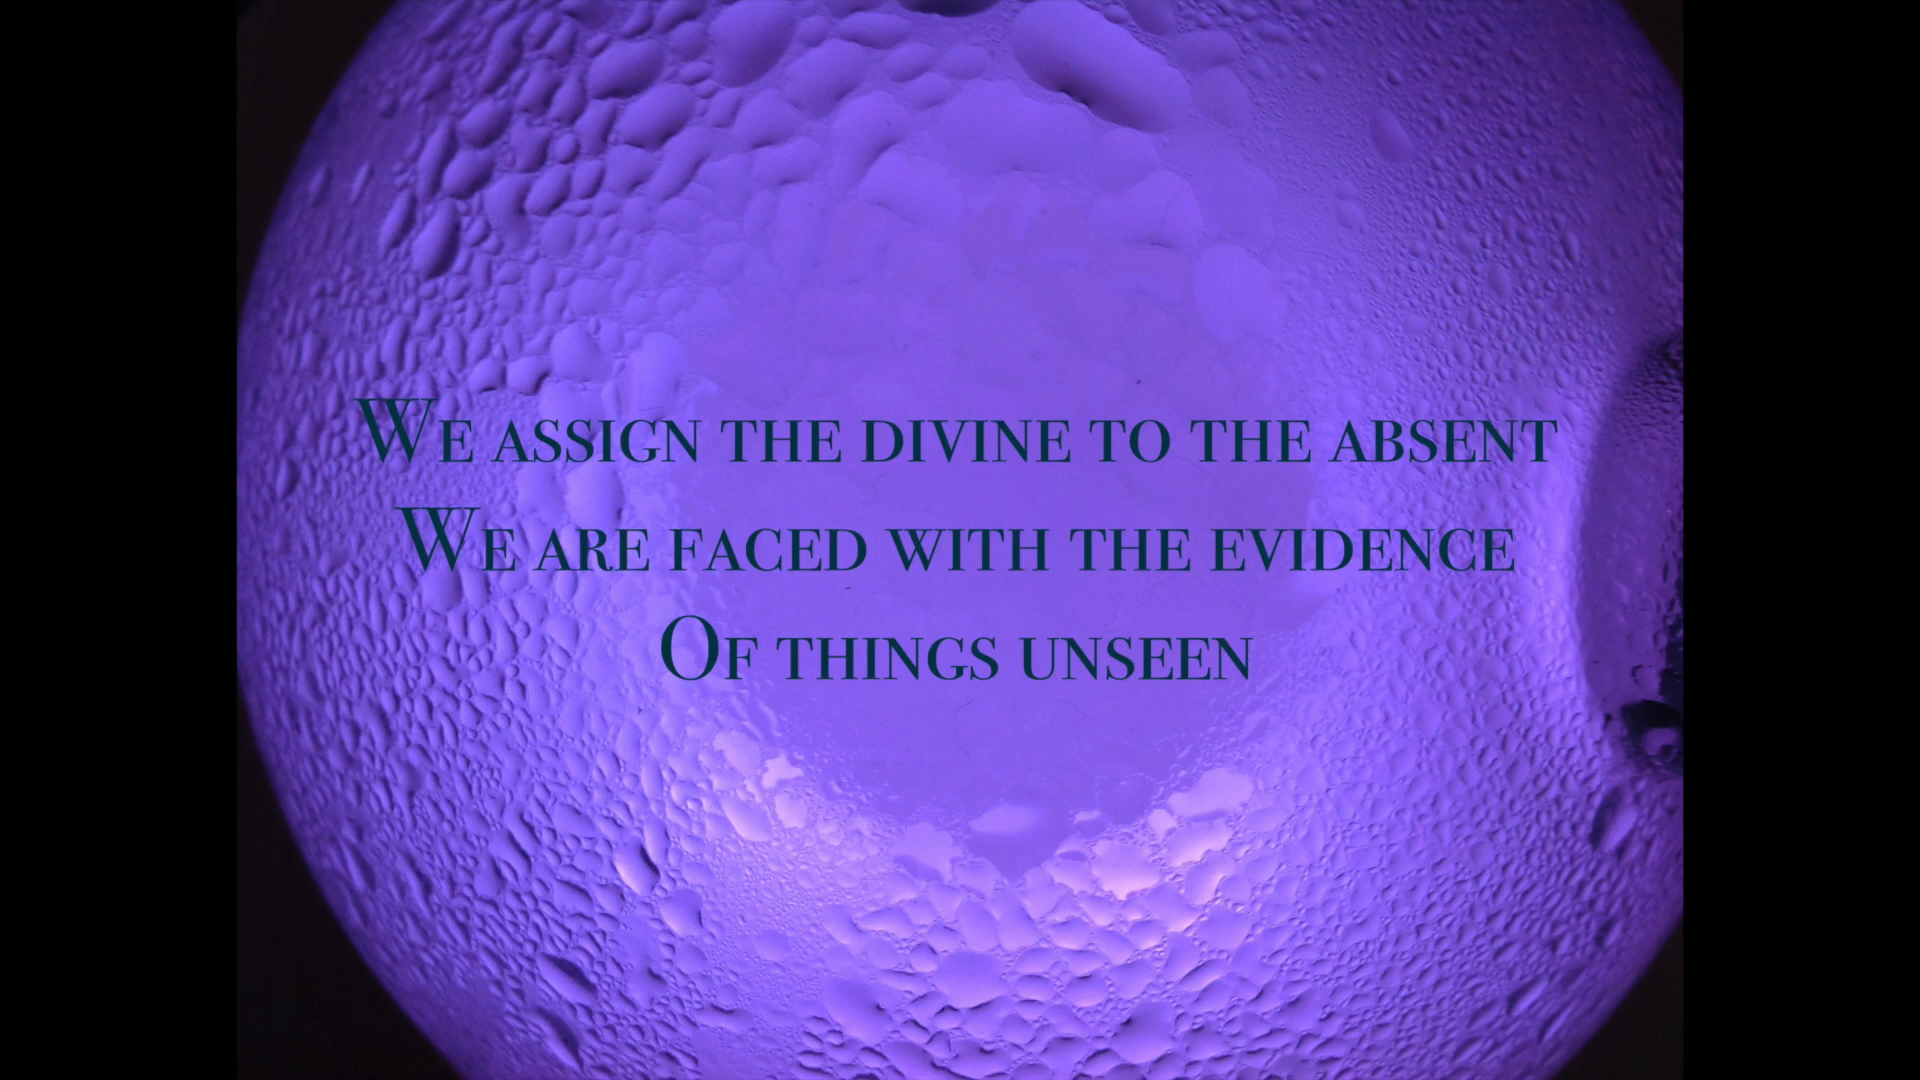 We assign the divine to the absent
We are faced with the evidence
Of things unseen